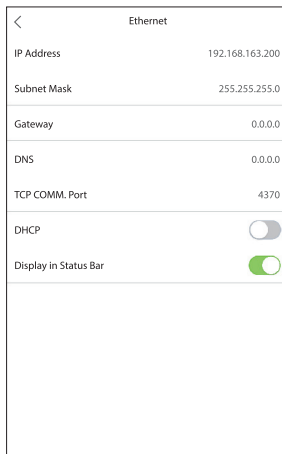 Ethernet
IP Address 192.168.163.200
Subnet Mask 255.255.255.0
Gateway 0.0.0.0
DNS 0.0.0.0
TCP COMM. Port 4370
DHCP
Display in Status Bar